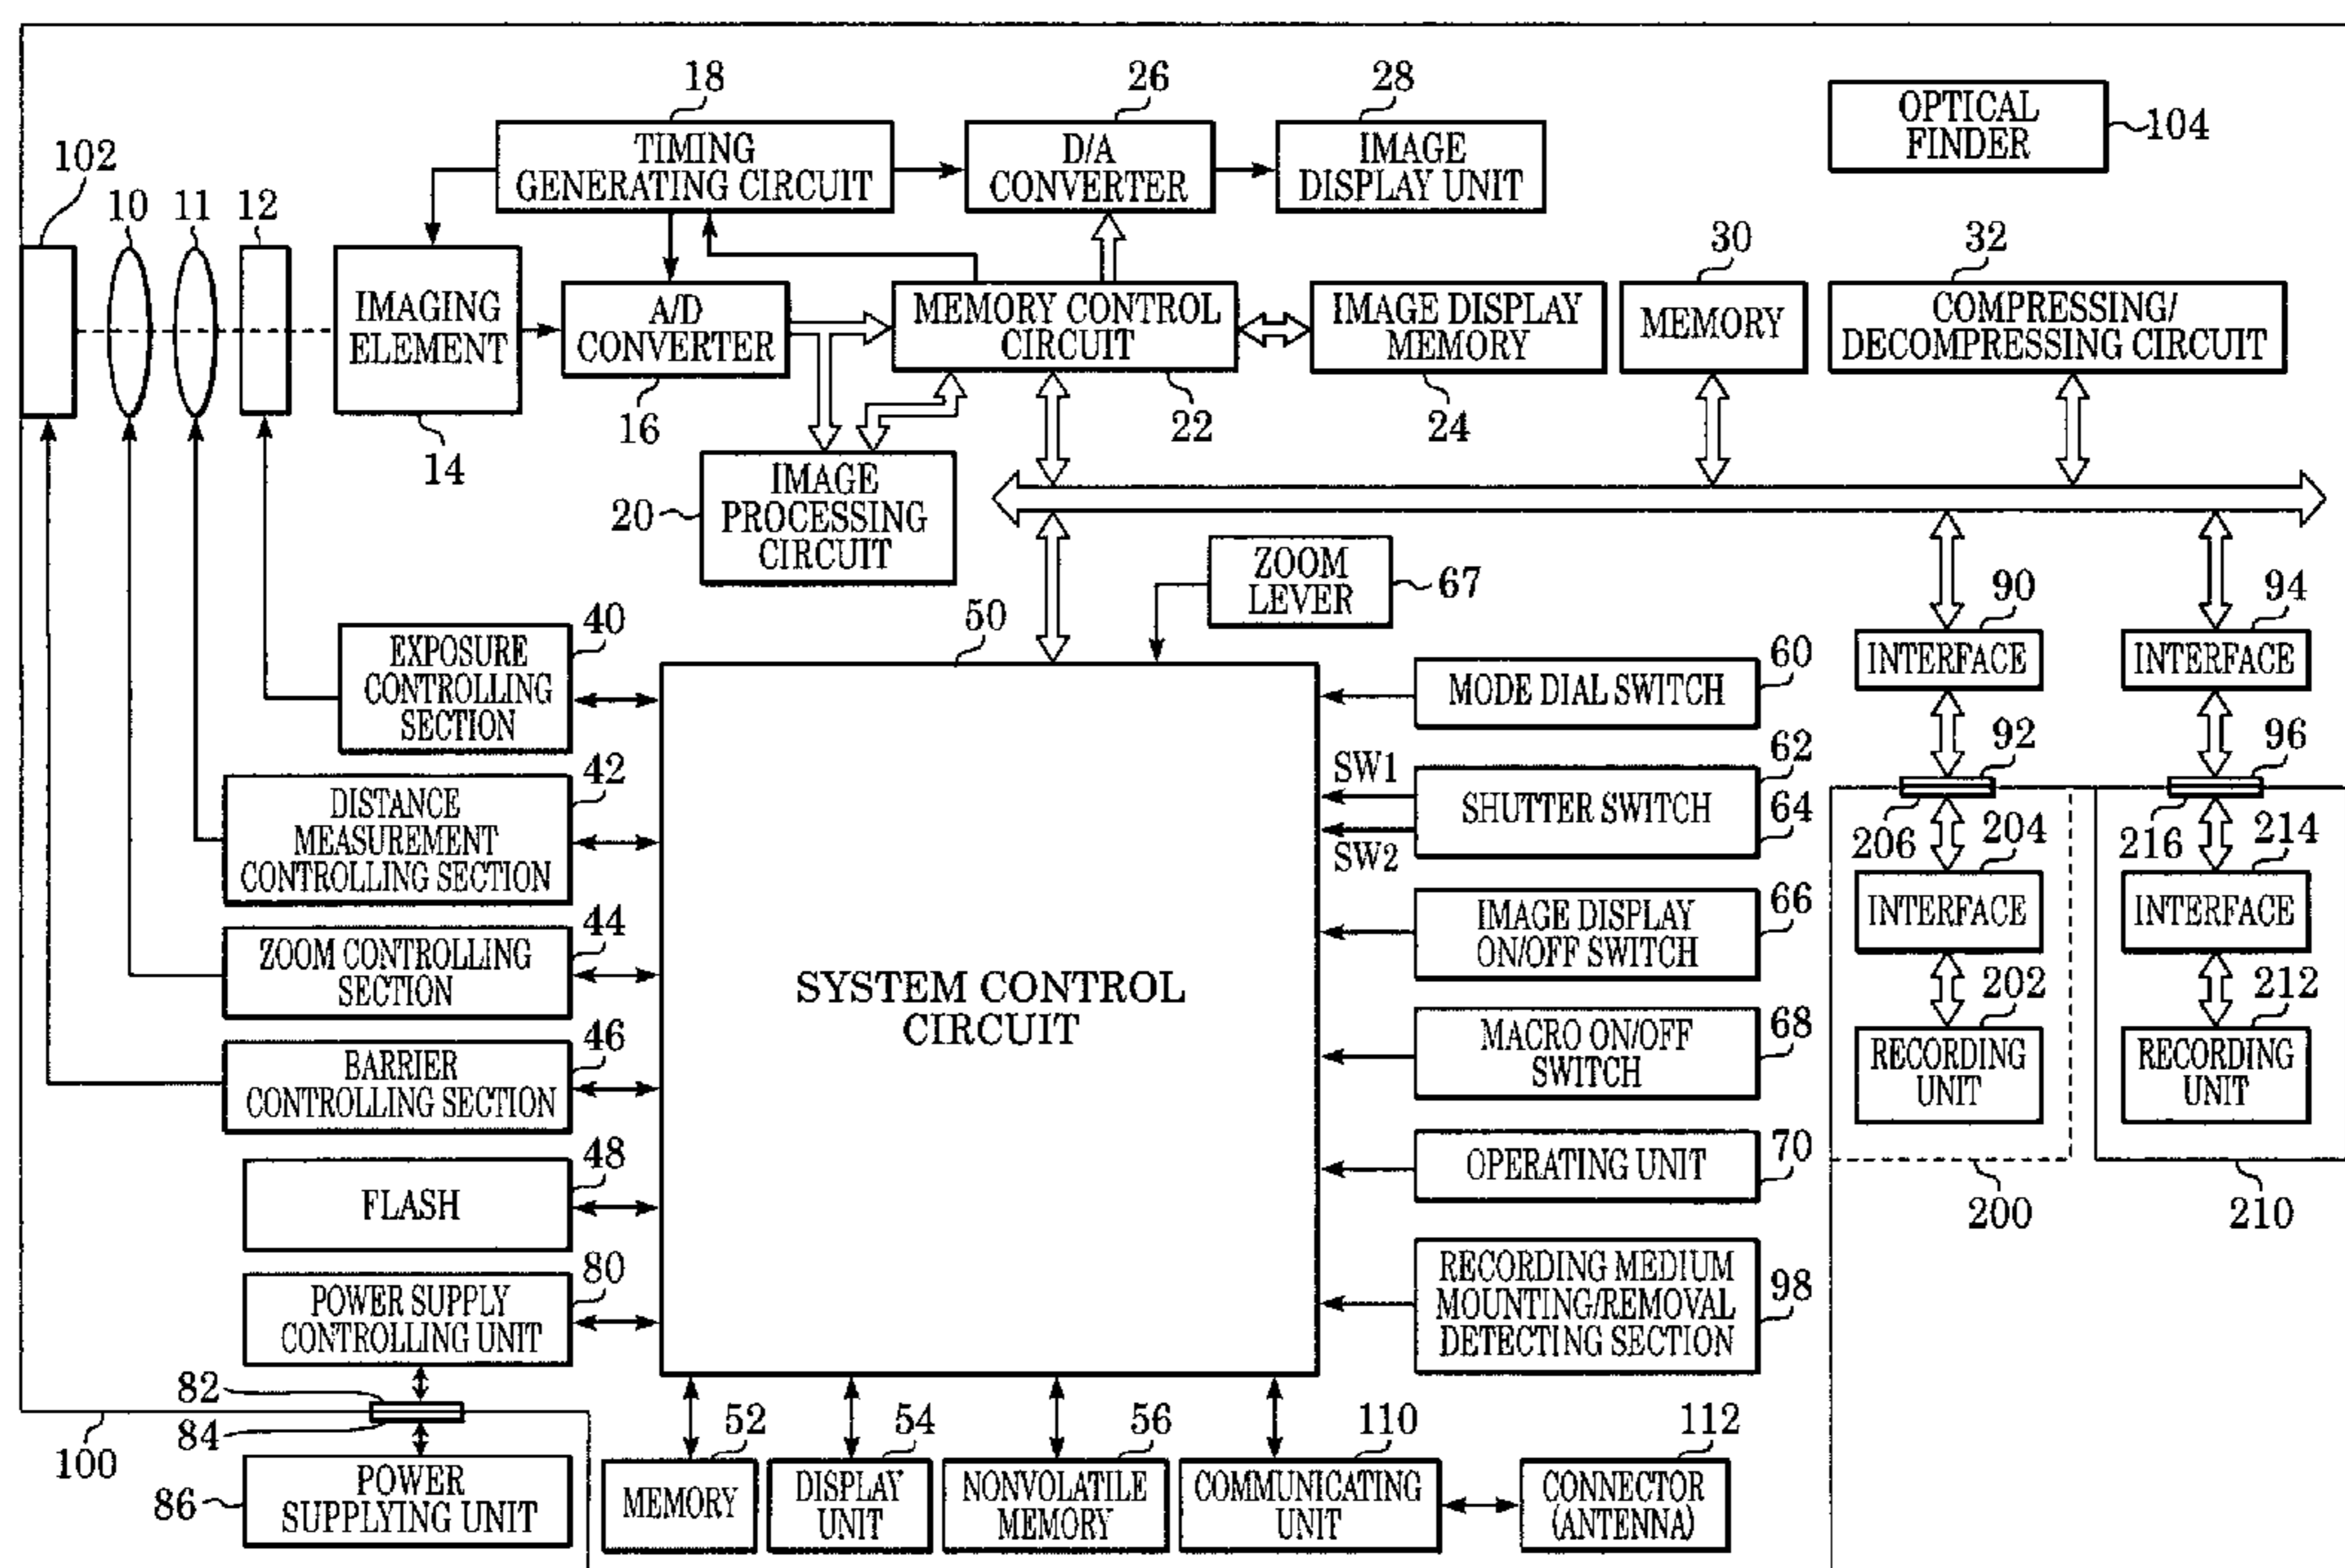 18
26
28
102
10
11
12
TIMING
GENERATING CIRCUIT
D/A
CONVERTER
IMAGE
DISPLAY UNIT
OPTICAL
FINDER
104
30
32
IMAGING
ELEMENT
A/D
CONVERTER
MEMORY CONTROL
CIRCUIT
IMAGE DISPLAY
MEMORY
MEMORY
COMPRESSING/
DECOMPRESSING CIRCUIT
14
16
22
24
20
IMAGE
PROCESSING
CIRCUIT
ZOOM
LEVER
67
50
90
94
INTERFACE
INTERFACE
40
EXPOSURE
CONTROLLING
SECTION
60
MODE DIAL SWITCH
92
96
42
DISTANCE
MEASUREMENT
CONTROLLING SECTION
SW1
SW2
62
SHUTTER SWITCH
64
206
204
216
214
INTERFACE
INTERFACE
44
ZOOM CONTROLLING
SECTION
SYSTEM CONTROL
CIRCUIT
66
IMAGE DISPLAY
ON/OFF SWITCH
202
212
RECORDING
UNIT
RECORDING
UNIT
46
BARRIER
CONTROLLING SECTION
68
MACRO ON/OFF
SWITCH
48
FLASH
70
OPERATING UNIT
200
210
80
POWER SUPPLY
CONTROLLING UNIT
RECORDING MEDIUM
MOUNTING/REMOVAL
DETECTING SECTION
98
82
84
100
86
POWER
SUPPLYING UNIT
52
54
56
110
112
MEMORY
DISPLAY
UNIT
NONVOLATILE
MEMORY
COMMUNICATING
UNIT
CONNECTOR
(ANTENNA)